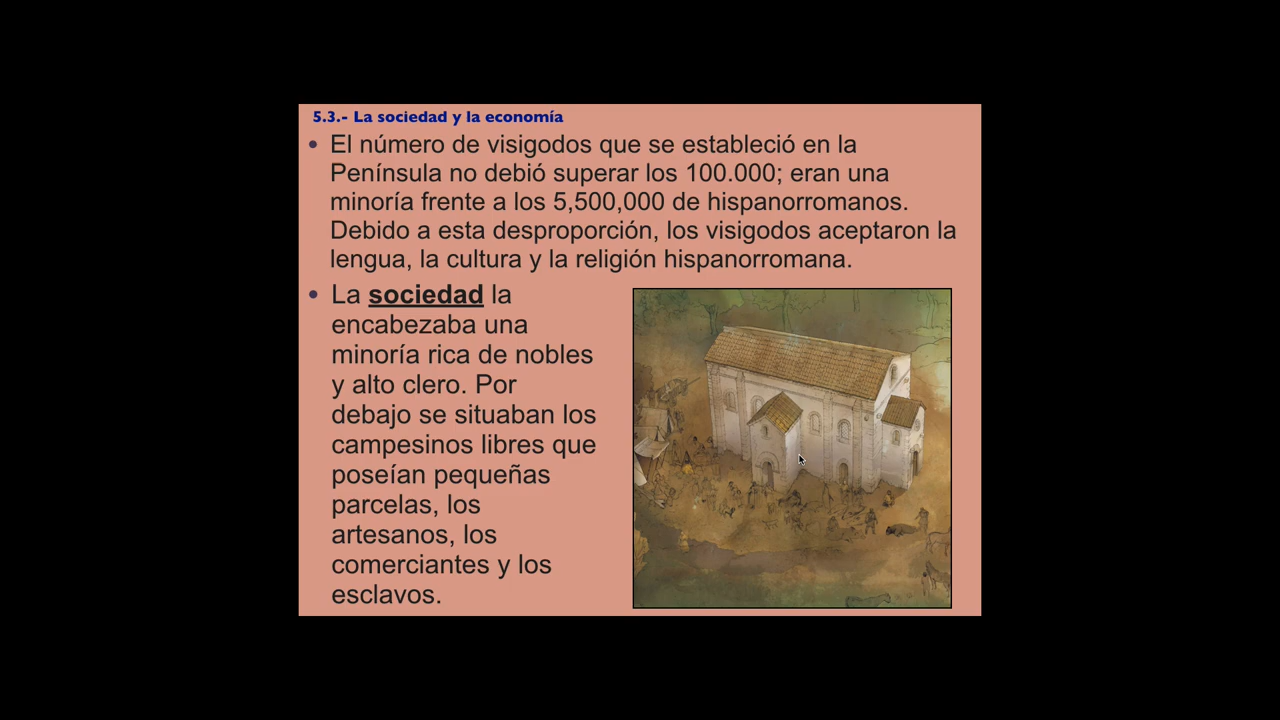 5.3.- La sociedad y la economía
• El número de visigodos que se estableció en la
Península no debió superar los 100.000; eran una
minoría frente a los 5,500,000 de hispanorromanos.
Debido a esta desproporción, los visigodos aceptaron la
lengua, la cultura y la religión hispanorromana.
• La sociedad la
encabezaba una
minoría rica de nobles
y alto clero. Por
debajo se situaban los
campesinos libres que
poseían pequeñas
parcelas, los
artesanos, los
comerciantes y los
esclavos.